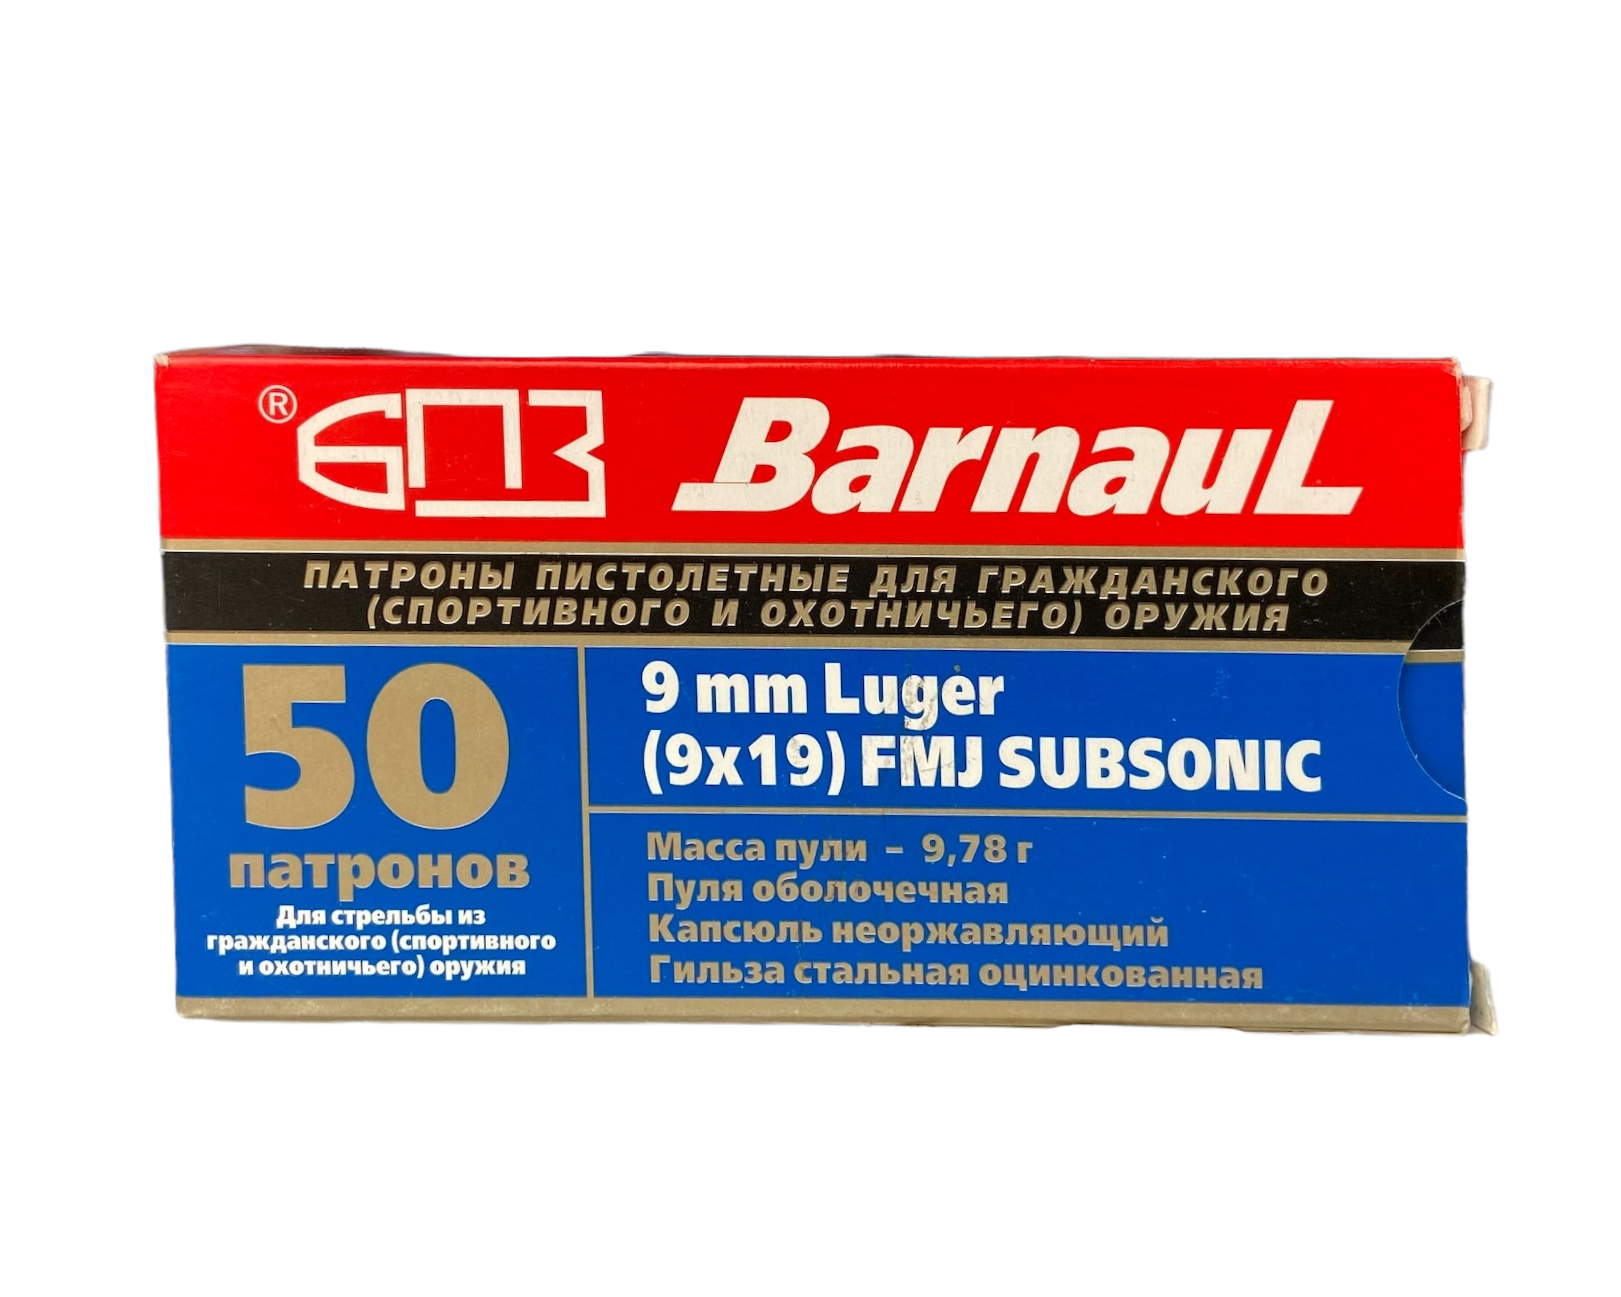 ® БПЗ Barnaul
ПАТРОНЫ ПИСТОЛЕТНЫЕ ДЛЯ ГРАЖДАНСКОГО
(СПОРТИВНОГО И ОХОТНИЧЬЕГО) ОРУЖИЯ
50
патронов
Для стрельбы из
гражданского (спортивного
и охотничьего) оружия
9 mm Luger
(9x19) FMJ SUBSONIC
Масса пули – 9,78 г
Пуля оболочечная
Капсюль неоржавляющий
Гильза стальная оцинкованная